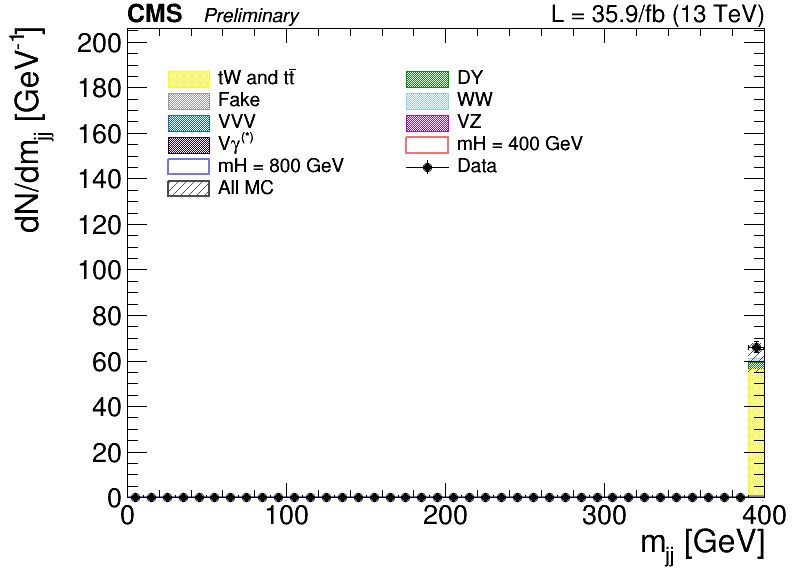 CMS Preliminary L = 35.9/fb (13 TeV)
dN/dm_jj [GeV⁻¹]
200
180
160
140
120
100
80
60
40
20
0
tW and tt̄ DY
Fake WW
VVV VZ
Vγ⁽*⁾ mH = 400 GeV
mH = 800 GeV Data
All MC
0 100 200 300 400
m_jj [GeV]